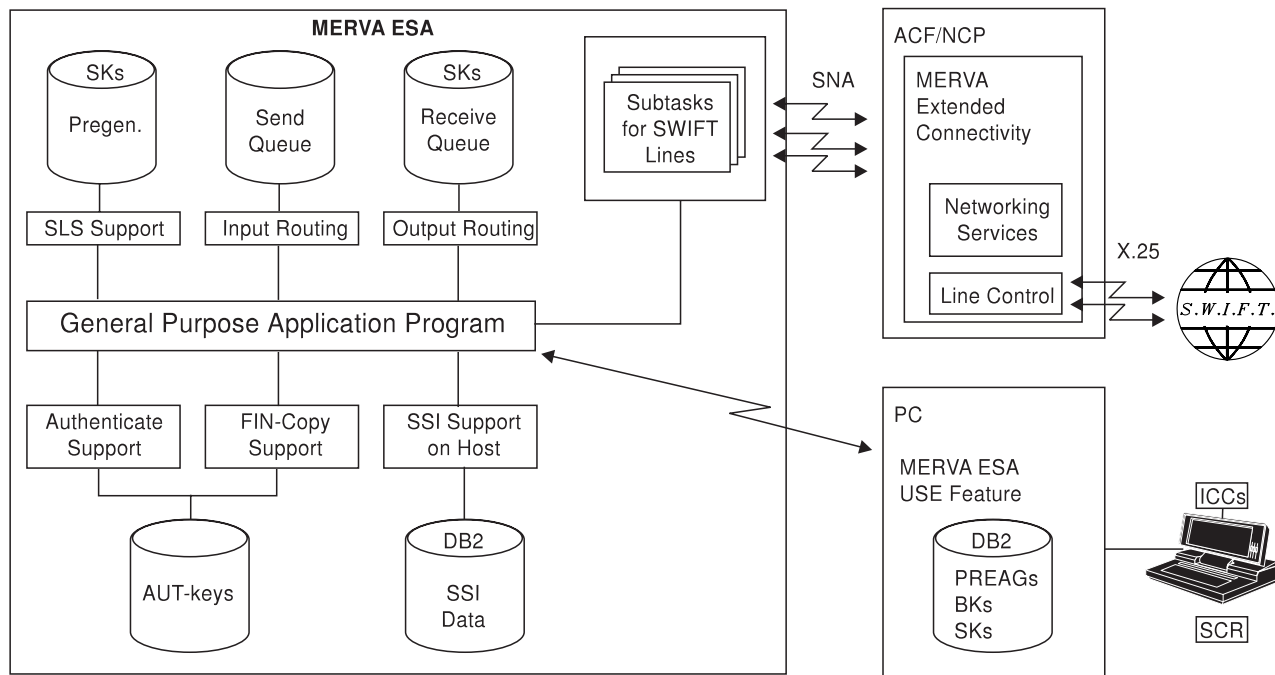 MERVA ESA
SKs
Pregen.
Send
Queue
SKs
Receive
Queue
Subtasks
for SWIFT
Lines
SLS Support
Input Routing
Output Routing
General Purpose Application Program
Authenticate
Support
FIN-Copy
Support
SSI Support
on Host
AUT-keys
DB2
SSI
Data
SNA
ACF/NCP
MERVA
Extended
Connectivity
Networking
Services
Line Control
X.25
S.W.I.F.T.
PC
MERVA ESA
USE Feature
DB2
PREAGs
BKs
SKs
ICCs
SCR